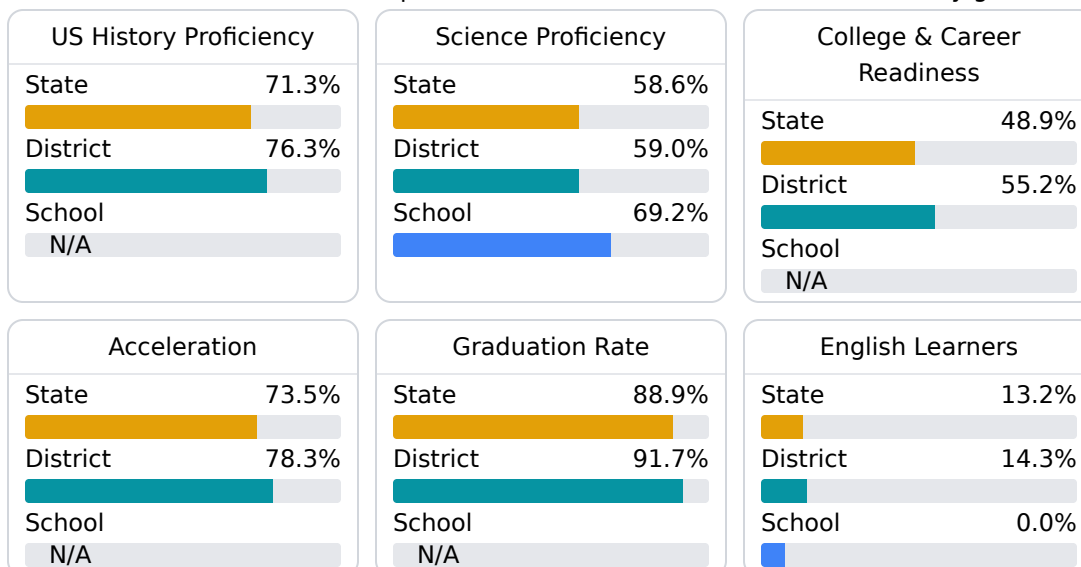 US History Proficiency
State 71.3%
District 76.3%
School
N/A
Science Proficiency
State 58.6%
District 59.0%
School 69.2%
College & Career
Readiness
State 48.9%
District 55.2%
School
N/A
Acceleration
State 73.5%
District 78.3%
School
N/A
Graduation Rate
State 88.9%
District 91.7%
School
N/A
English Learners
State 13.2%
District 14.3%
School 0.0%